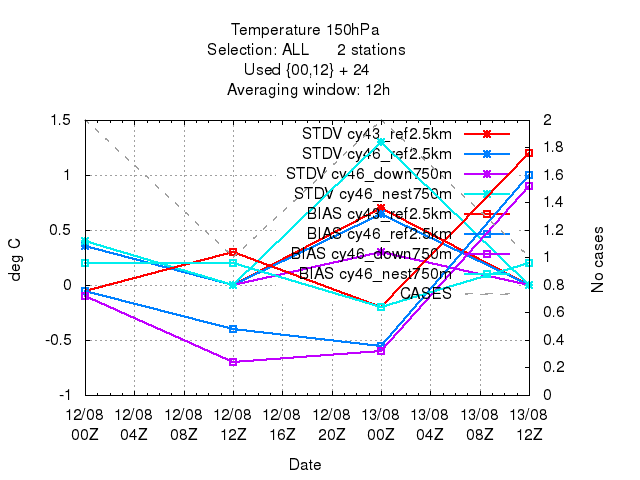 Temperature 150hPa
Selection: ALL 2 stations
Used {00,12} + 24
Averaging window: 12h
STDV cy43_ref2.5km
STDV cy46_ref2.5km
STDV cy46_down750m
STDV cy46_nest750m
BIAS cy43_ref2.5km
BIAS cy46_ref2.5km
BIAS cy46_down750m
BIAS cy46_nest750m
CASES
1.5
1
0.5
0
-0.5
-1
deg C
2
1.8
1.6
1.4
1.2
1
0.8
0.6
0.4
0.2
0
No cases
12/08 12/08 12/08 12/08 12/08 12/08 13/08 13/08 13/08 13/08
00Z 04Z 08Z 12Z 16Z 20Z 00Z 04Z 08Z 12Z
Date